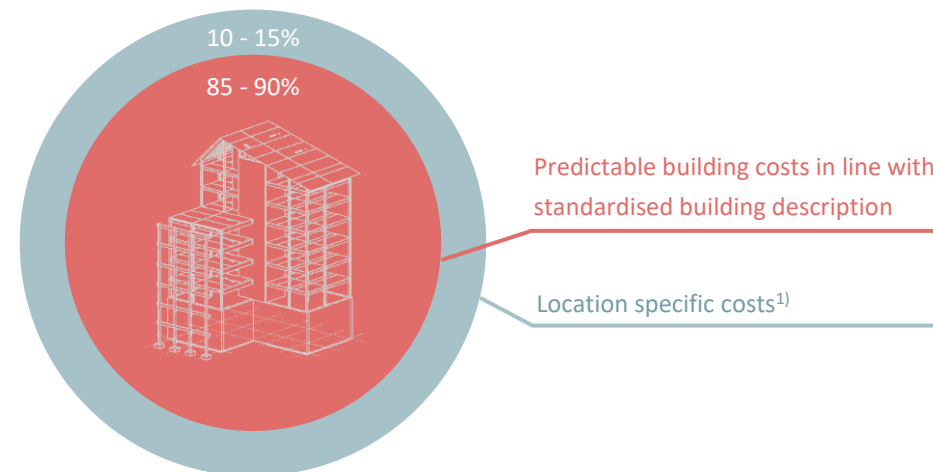 10 - 15%
85 - 90%
Predictable building costs in line with
standardised building description
Location specific costs1)